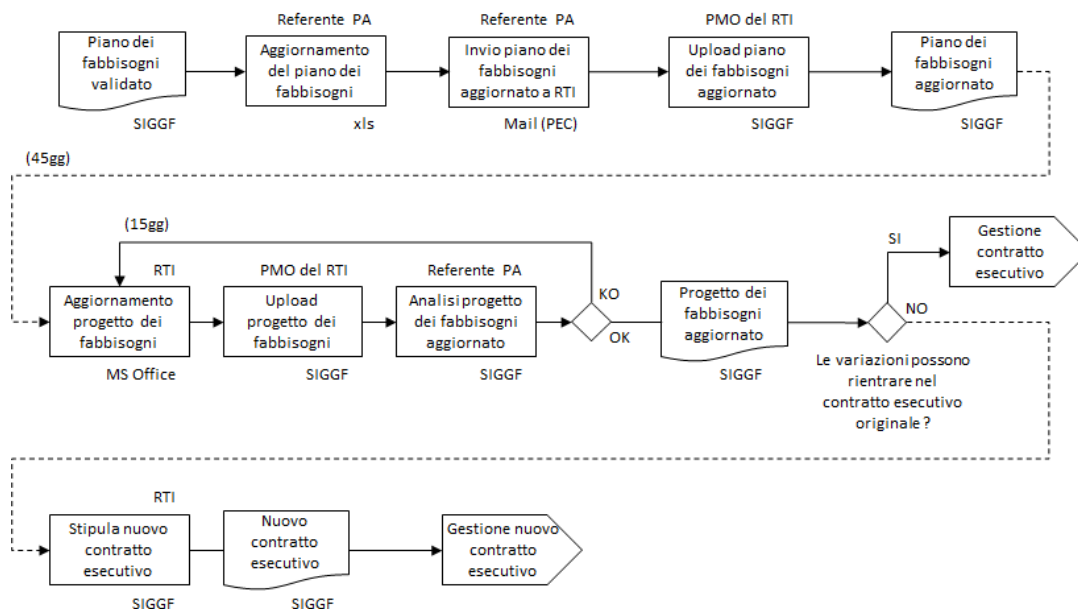 Referente PA
Referente PA
PMO del RTI
Piano dei
fabbisogni
validato
Aggiornamento
del piano dei
fabbisogni
Invio piano dei
fabbisogni
aggiornato a RTI
Upload piano
dei fabbisogni
aggiornato
Piano dei
fabbisogni
aggiornato
SIGGF
xls
Mail (PEC)
SIGGF
SIGGF
(45gg)
(15gg)
RTI
PMO del RTI
Referente PA
Aggiornamento
progetto dei
fabbisogni
Upload
progetto dei
fabbisogni
Analisi progetto
dei fabbisogni
aggiornato
KO
OK
Progetto dei
fabbisogni
aggiornato
SI
NO
Gestione
contratto
esecutivo
MS Office
SIGGF
SIGGF
SIGGF
Le variazioni possono
rientrare nel
contratto esecutivo
originale ?
RTI
Stipula nuovo
contratto
esecutivo
Nuovo
contratto
esecutivo
Gestione nuovo
contratto
esecutivo
SIGGF
SIGGF